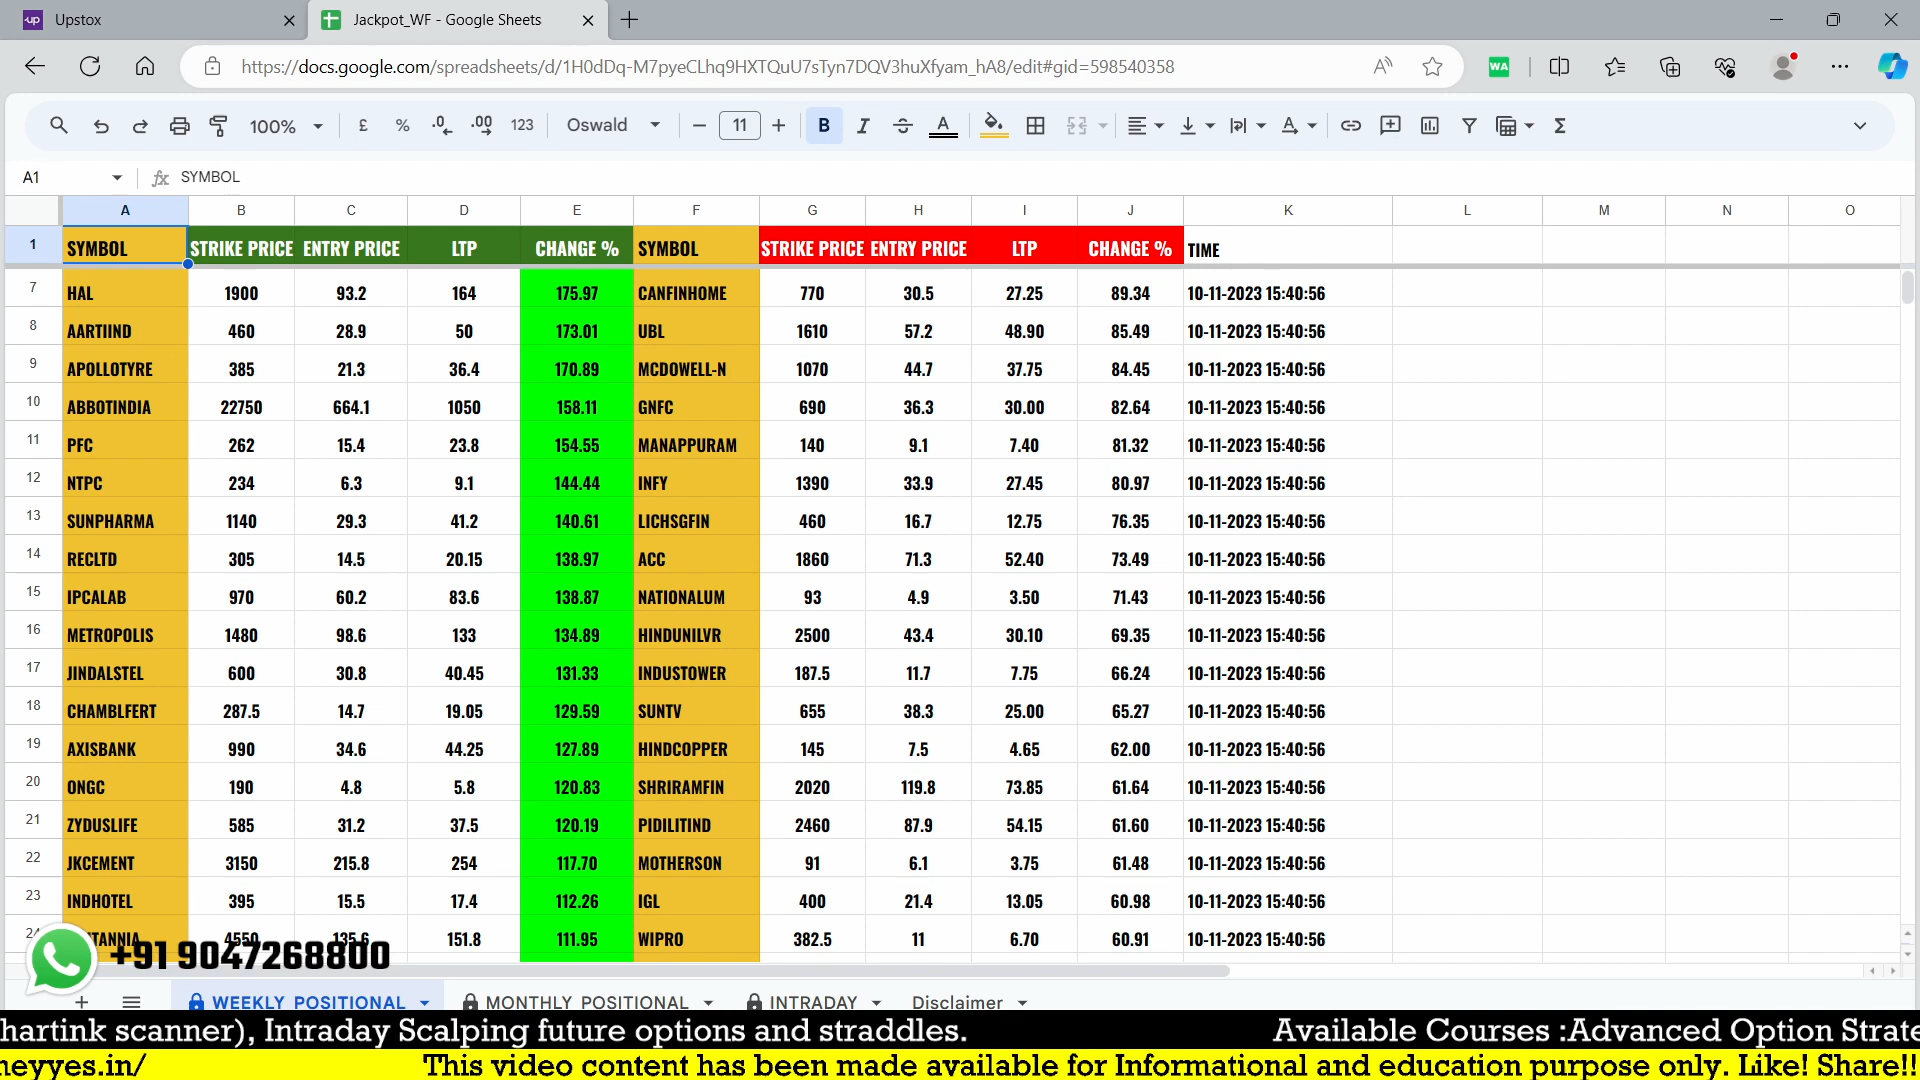 Upstox
Jackpot_WF - Google Sheets
https://docs.google.com/spreadsheets/d/1H0dDq-M7pyeCLhq9HXTQuU7sTyn7DQV3huXfyam_hA8/edit#gid=598540358
WA
100% £ % .0 .00 123 Oswald 11 B I A
A1 fx SYMBOL
A B C D E F G H I J K L M N O
1 SYMBOL STRIKE PRICE ENTRY PRICE LTP CHANGE % SYMBOL STRIKE PRICE ENTRY PRICE LTP CHANGE % TIME
7 HAL 1900 93.2 164 175.97 CANFINHOME 770 30.5 27.25 89.34 10-11-2023 15:40:56
8 AARTIIND 460 28.9 50 173.01 UBL 1610 57.2 48.90 85.49 10-11-2023 15:40:56
9 APOLLOTYRE 385 21.3 36.4 170.89 MCDOWELL-N 1070 44.7 37.75 84.45 10-11-2023 15:40:56
10 ABBOTINDIA 22750 664.1 1050 158.11 GNFC 690 36.3 30.00 82.64 10-11-2023 15:40:56
11 PFC 262 15.4 23.8 154.55 MANAPPURAM 140 9.1 7.40 81.32 10-11-2023 15:40:56
12 NTPC 234 6.3 9.1 144.44 INFY 1390 33.9 27.45 80.97 10-11-2023 15:40:56
13 SUNPHARMA 1140 29.3 41.2 140.61 LICHSGFIN 460 16.7 12.75 76.35 10-11-2023 15:40:56
14 RECLTD 305 14.5 20.15 138.97 ACC 1860 71.3 52.40 73.49 10-11-2023 15:40:56
15 IPCALAB 970 60.2 83.6 138.87 NATIONALUM 93 4.9 3.50 71.43 10-11-2023 15:40:56
16 METROPOLIS 1480 98.6 133 134.89 HINDUNILVR 2500 43.4 30.10 69.35 10-11-2023 15:40:56
17 JINDALSTEL 600 30.8 40.45 131.33 INDUSTOWER 187.5 11.7 7.75 66.24 10-11-2023 15:40:56
18 CHAMBLFERT 287.5 14.7 19.05 129.59 SUNTV 655 38.3 25.00 65.27 10-11-2023 15:40:56
19 AXISBANK 990 34.6 44.25 127.89 HINDCOPPER 145 7.5 4.65 62.00 10-11-2023 15:40:56
20 ONGC 190 4.8 5.8 120.83 SHRIRAMFIN 2020 119.8 73.85 61.64 10-11-2023 15:40:56
21 ZYDUSLIFE 585 31.2 37.5 120.19 PIDILITIND 2460 87.9 54.15 61.60 10-11-2023 15:40:56
22 JKCEMENT 3150 215.8 254 117.70 MOTHERSON 91 6.1 3.75 61.48 10-11-2023 15:40:56
23 INDHOTEL 395 15.5 17.4 112.26 IGL 400 21.4 13.05 60.98 10-11-2023 15:40:56
24 TANNIA 4550 135.6 151.8 111.95 WIPRO 382.5 11 6.70 60.91 10-11-2023 15:40:56
+91 9047268800
WEEKLY POSITIONAL MONTHLY POSITIONAL INTRADAY Disclaimer
hartink scanner), Intraday Scalping future options and straddles. Available Courses :Advanced Option Strate
neyyes.in/ This video content has been made available for Informational and education purpose only. Like! Share!!